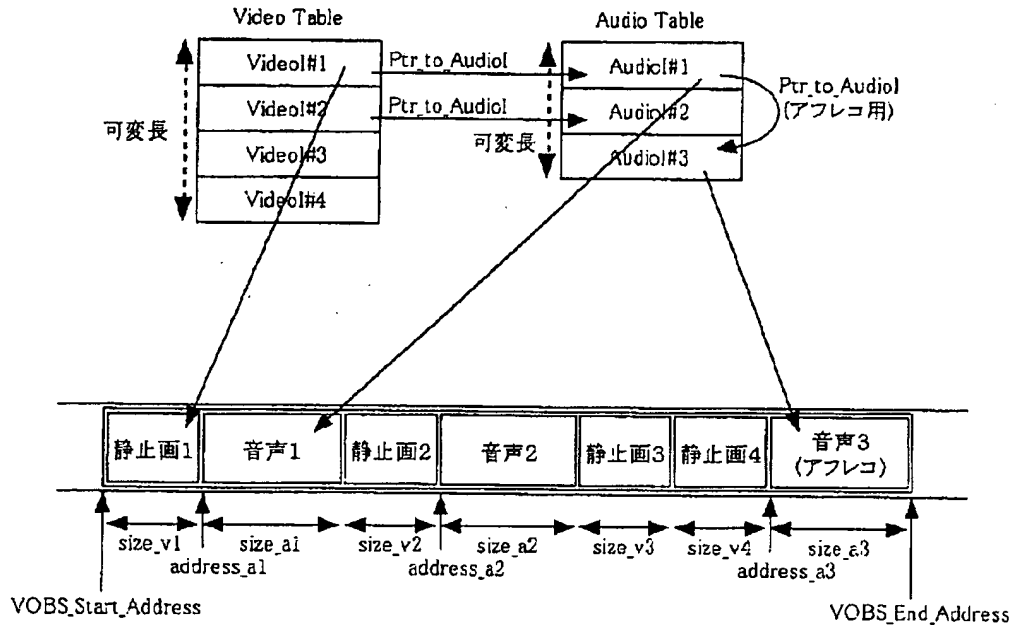 Video Table
VideoI#1
VideoI#2
VideoI#3
VideoI#4
可変長
Ptr_to_AudioI
Ptr_to_AudioI
Audio Table
AudioI#1
AudioI#2
AudioI#3
可変長
Ptr_to_AudioI
(アフレコ用)
静止画1
音声1
静止画2
音声2
静止画3
静止画4
音声3
(アフレコ)
size_v1
size_a1
size_v2
size_a2
size_v3
size_v4
size_a3
address_a1
address_a2
address_a3
VOBS_Start_Address
VOBS_End_Address